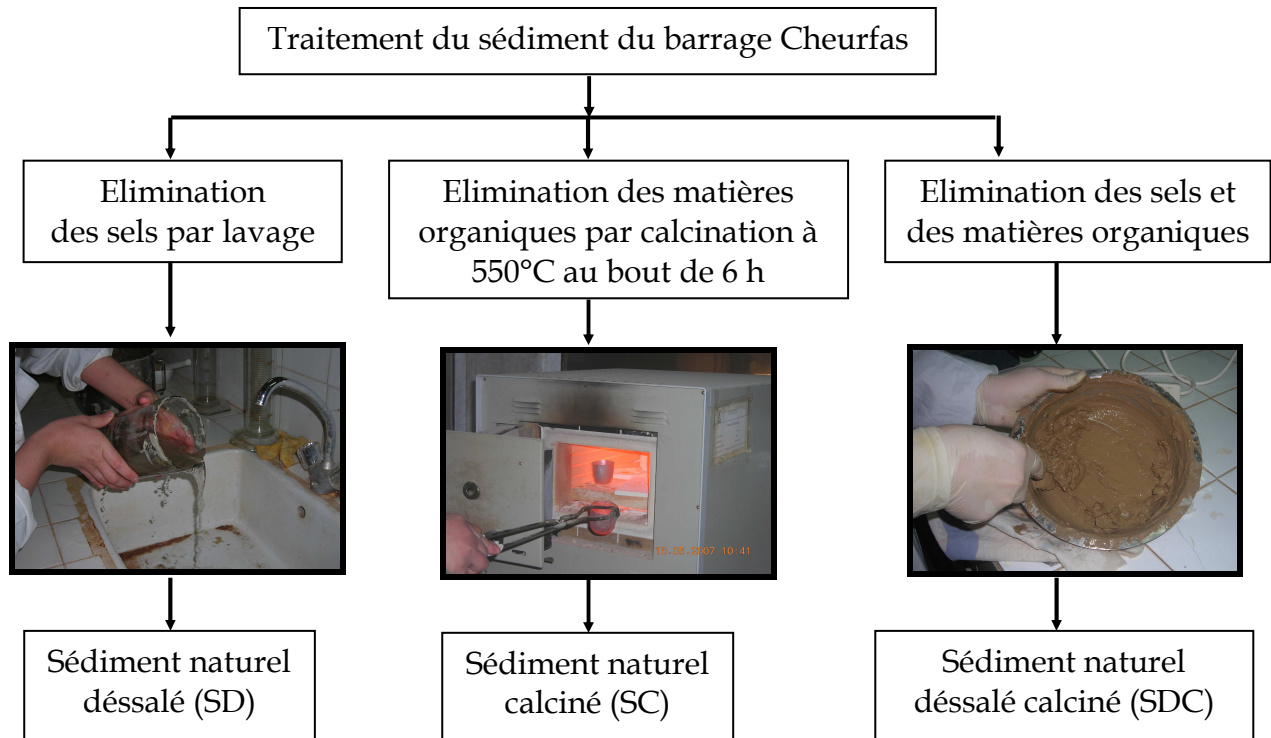 Traitement du sédiment du barrage Cheurfas
Elimination
des sels par lavage
Elimination des matières
organiques par calcination à
550°C au bout de 6 h
Elimination des sels et
des matières organiques
10:41
Sédiment naturel
déssalé (SD)
Sédiment naturel
calciné (SC)
Sédiment naturel
déssalé calciné (SDC)